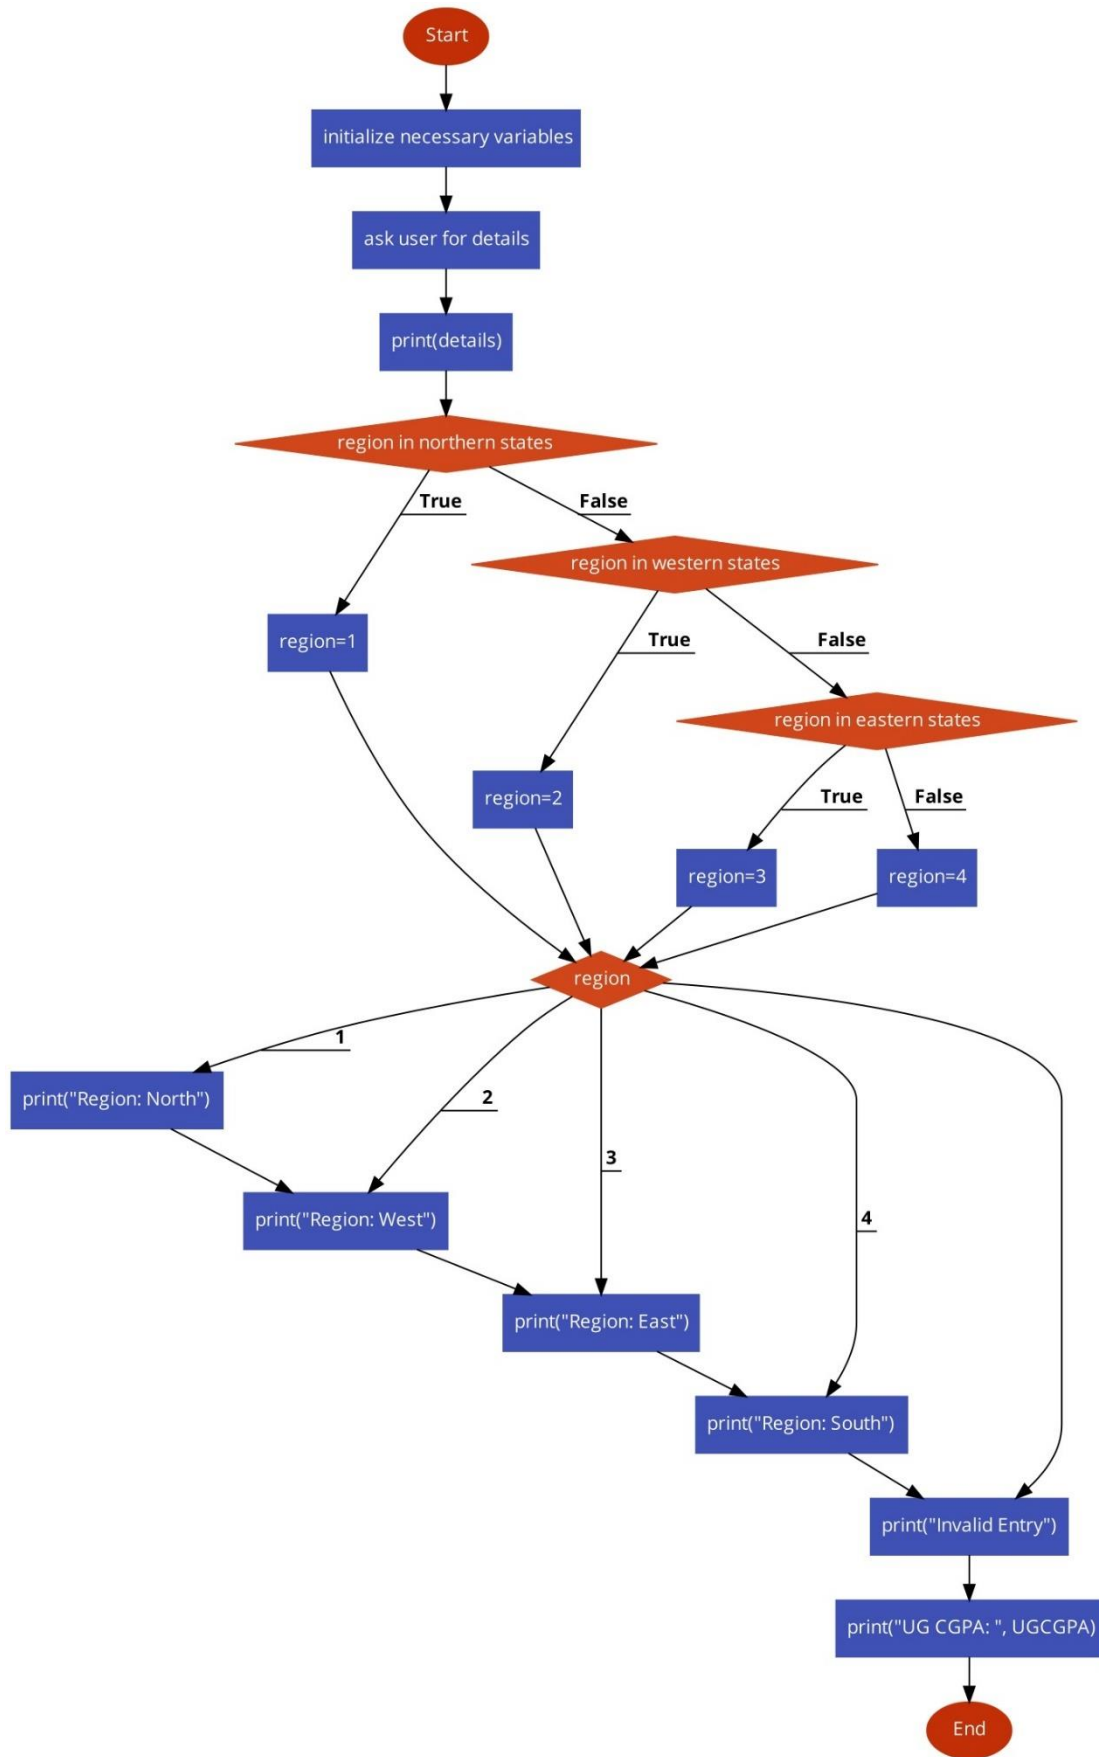 Start
initialize necessary variables
ask user for details
print(details)
region in northern states
True
False
region in western states
region=1
True
False
region in eastern states
region=2
True
False
region=3
region=4
region
1
print("Region: North")
2
3
print("Region: West")
4
print("Region: East")
print("Region: South")
print("Invalid Entry")
print("UG CGPA: ", UGCGPA)
End